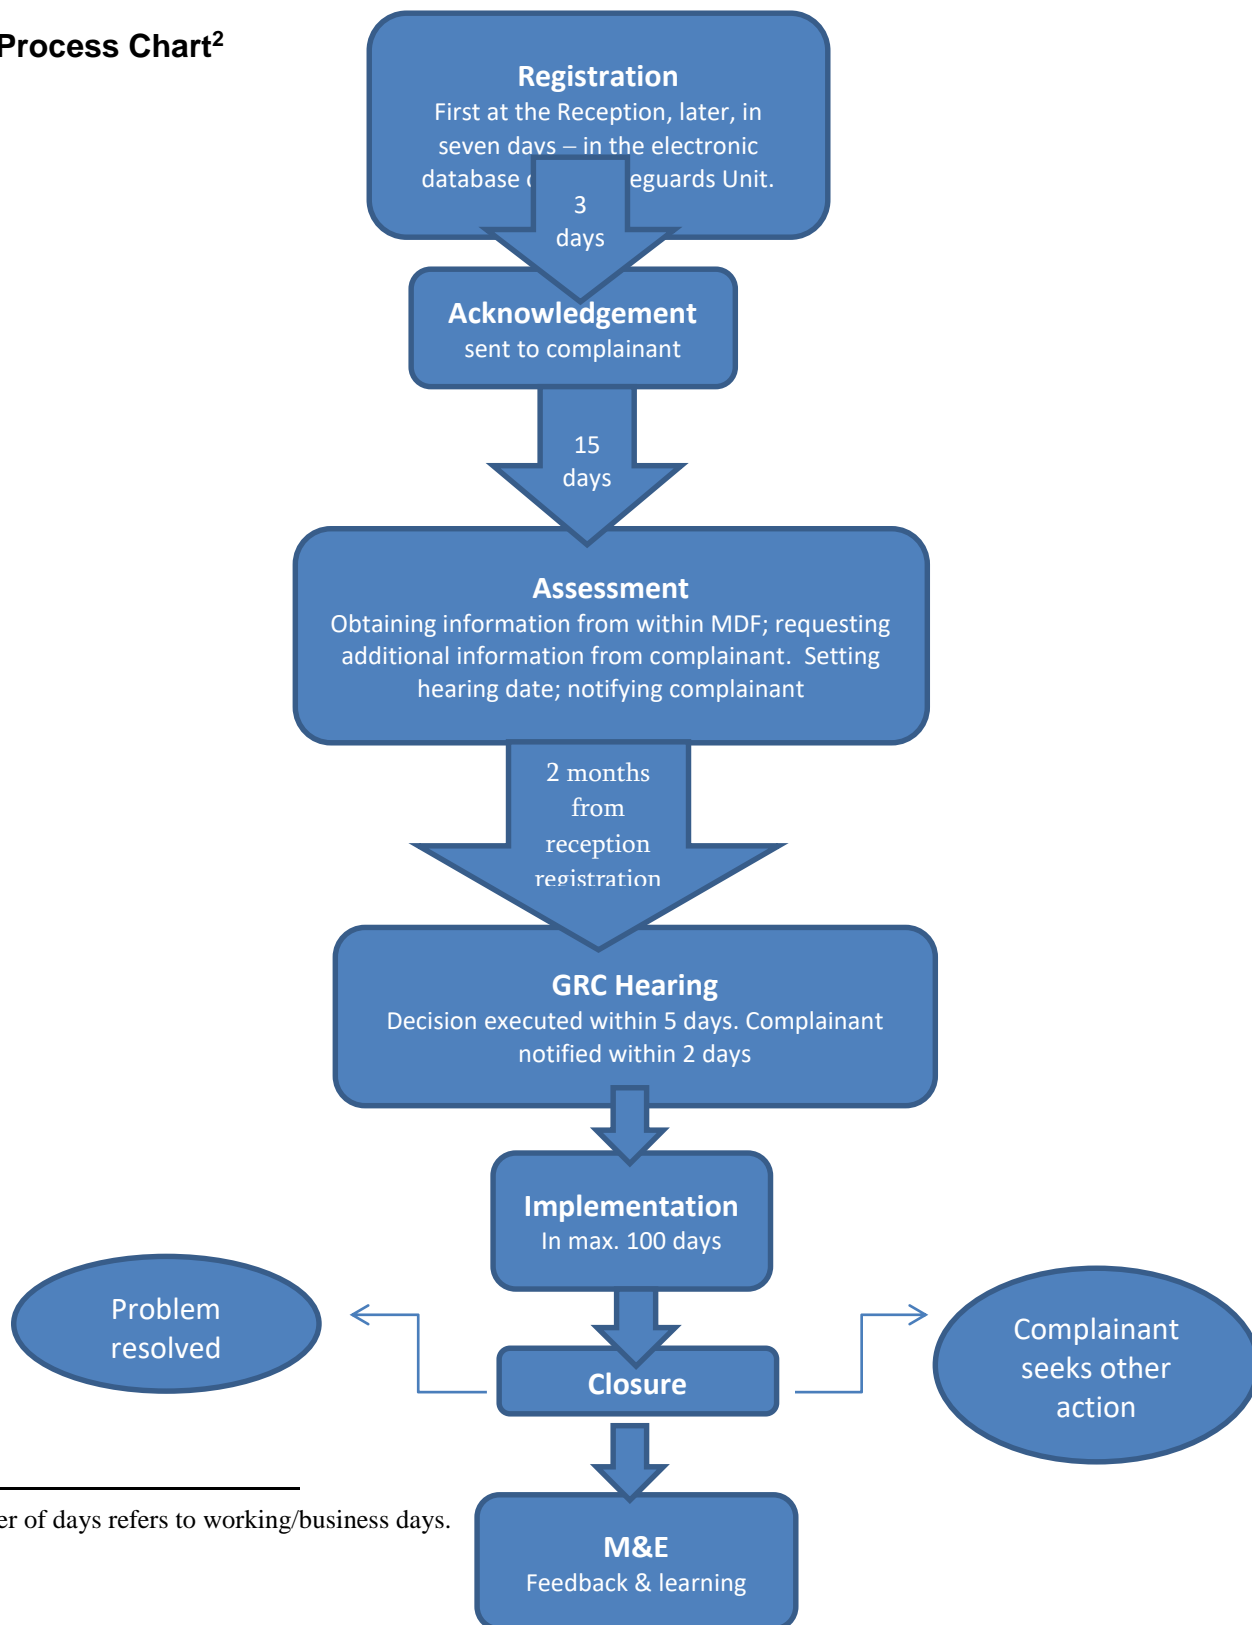 Process Chart²
Registration
First at the Reception, later, in
seven days – in the electronic
database eguards Unit.
3
days
Acknowledgement
sent to complainant
15
days
Assessment
Obtaining information from within MDF; requesting
additional information from complainant. Setting
hearing date; notifying complainant
2 months
from
reception
registration
GRC Hearing
Decision executed within 5 days. Complainant
notified within 2 days
Implementation
In max. 100 days
Problem
resolved
Complainant
seeks other
action
Closure
er of days refers to working/business days.
M&E
Feedback & learning